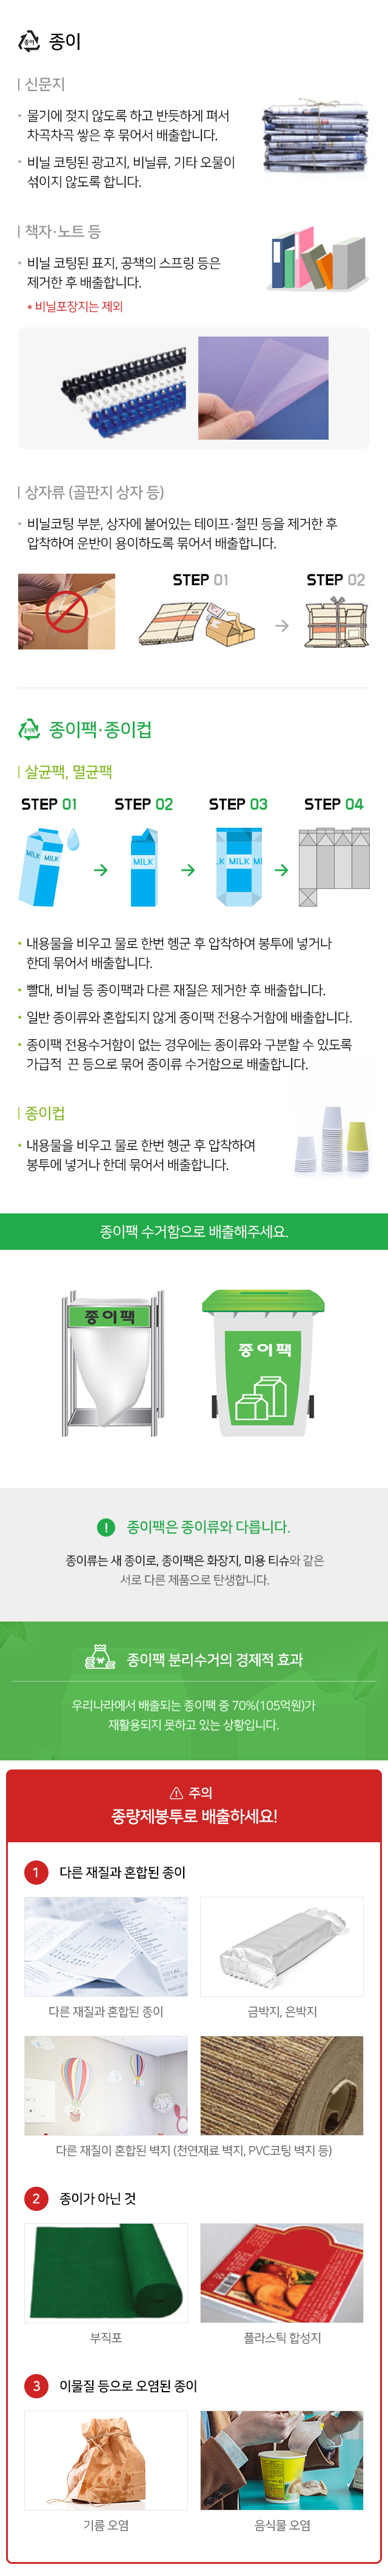 종이
종이
신문지
물기에 젖지 않도록 하고 반듯하게 펴서
차곡차곡 쌓은 후 묶어서 배출합니다.
비닐 코팅된 광고지, 비닐류, 기타 오물이
섞이지 않도록 합니다.
책자·노트 등
비닐 코팅된 표지, 공책의 스프링 등은
제거한 후 배출합니다.
* 비닐포장지는 제외
상자류 (골판지 상자 등)
비닐코팅 부분, 상자에 붙어있는 테이프·철핀 등을 제거한 후
압착하여 운반이 용이하도록 묶어서 배출합니다.
STEP 01
STEP 02
종이팩
종이팩·종이컵
살균팩, 멸균팩
STEP 01
STEP 02
STEP 03
STEP 04
MILK
MILK
MILK
MILK
• 내용물을 비우고 물로 한번 헹군 후 압착하여 봉투에 넣거나
한데 묶어서 배출합니다.
• 빨대, 비닐 등 종이팩과 다른 재질은 제거한 후 배출합니다.
• 일반 종이류와 혼합되지 않게 종이팩 전용수거함에 배출합니다.
• 종이팩 전용수거함이 없는 경우에는 종이류와 구분할 수 있도록
가급적 끈 등으로 묶어 종이류 수거함으로 배출합니다.
종이컵
• 내용물을 비우고 물로 한번 헹군 후 압착하여
봉투에 넣거나 한데 묶어서 배출합니다.
종이팩 수거함으로 배출해주세요.
종이팩
종이팩
종이팩은 종이류와 다릅니다.
종이류는 새 종이로, 종이팩은 화장지, 미용 티슈와 같은
서로 다른 제품으로 탄생합니다.
종이팩 분리수거의 경제적 효과
우리나라에서 배출되는 종이팩 중 70%(105억원)가
재활용되지 못하고 있는 상황입니다.
주의
종량제봉투로 배출하세요!
1 다른 재질과 혼합된 종이
TOTAL
다른 재질과 혼합된 종이
금박지, 은박지
다른 재질이 혼합된 벽지 (천연재료 벽지, PVC코팅 벽지 등)
2 종이가 아닌 것
부직포
플라스틱 합성지
3 이물질 등으로 오염된 종이
기름 오염
음식물 오염